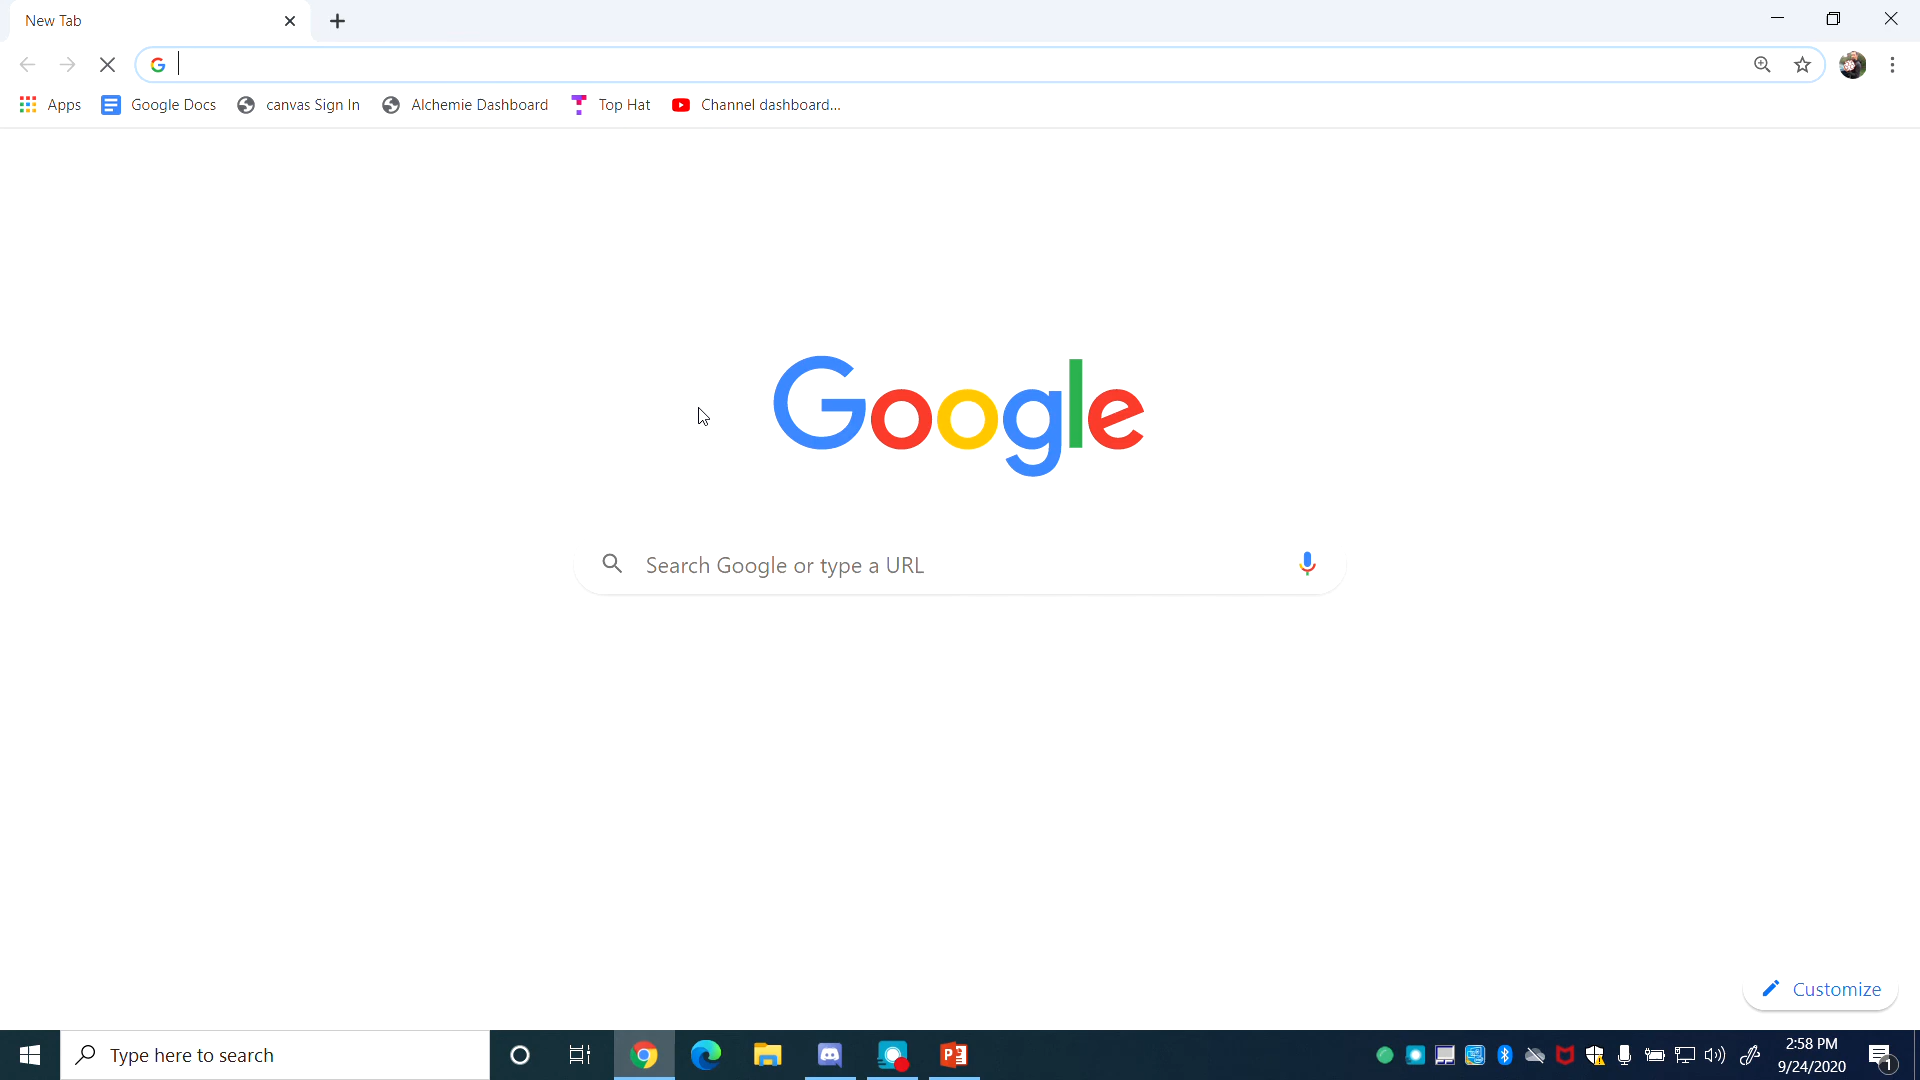 New Tab
Apps Google Docs canvas Sign In Alchemie Dashboard Top Hat Channel dashboard...
Google
Search Google or type a URL
Customize
Type here to search
2:58 PM
9/24/2020
1